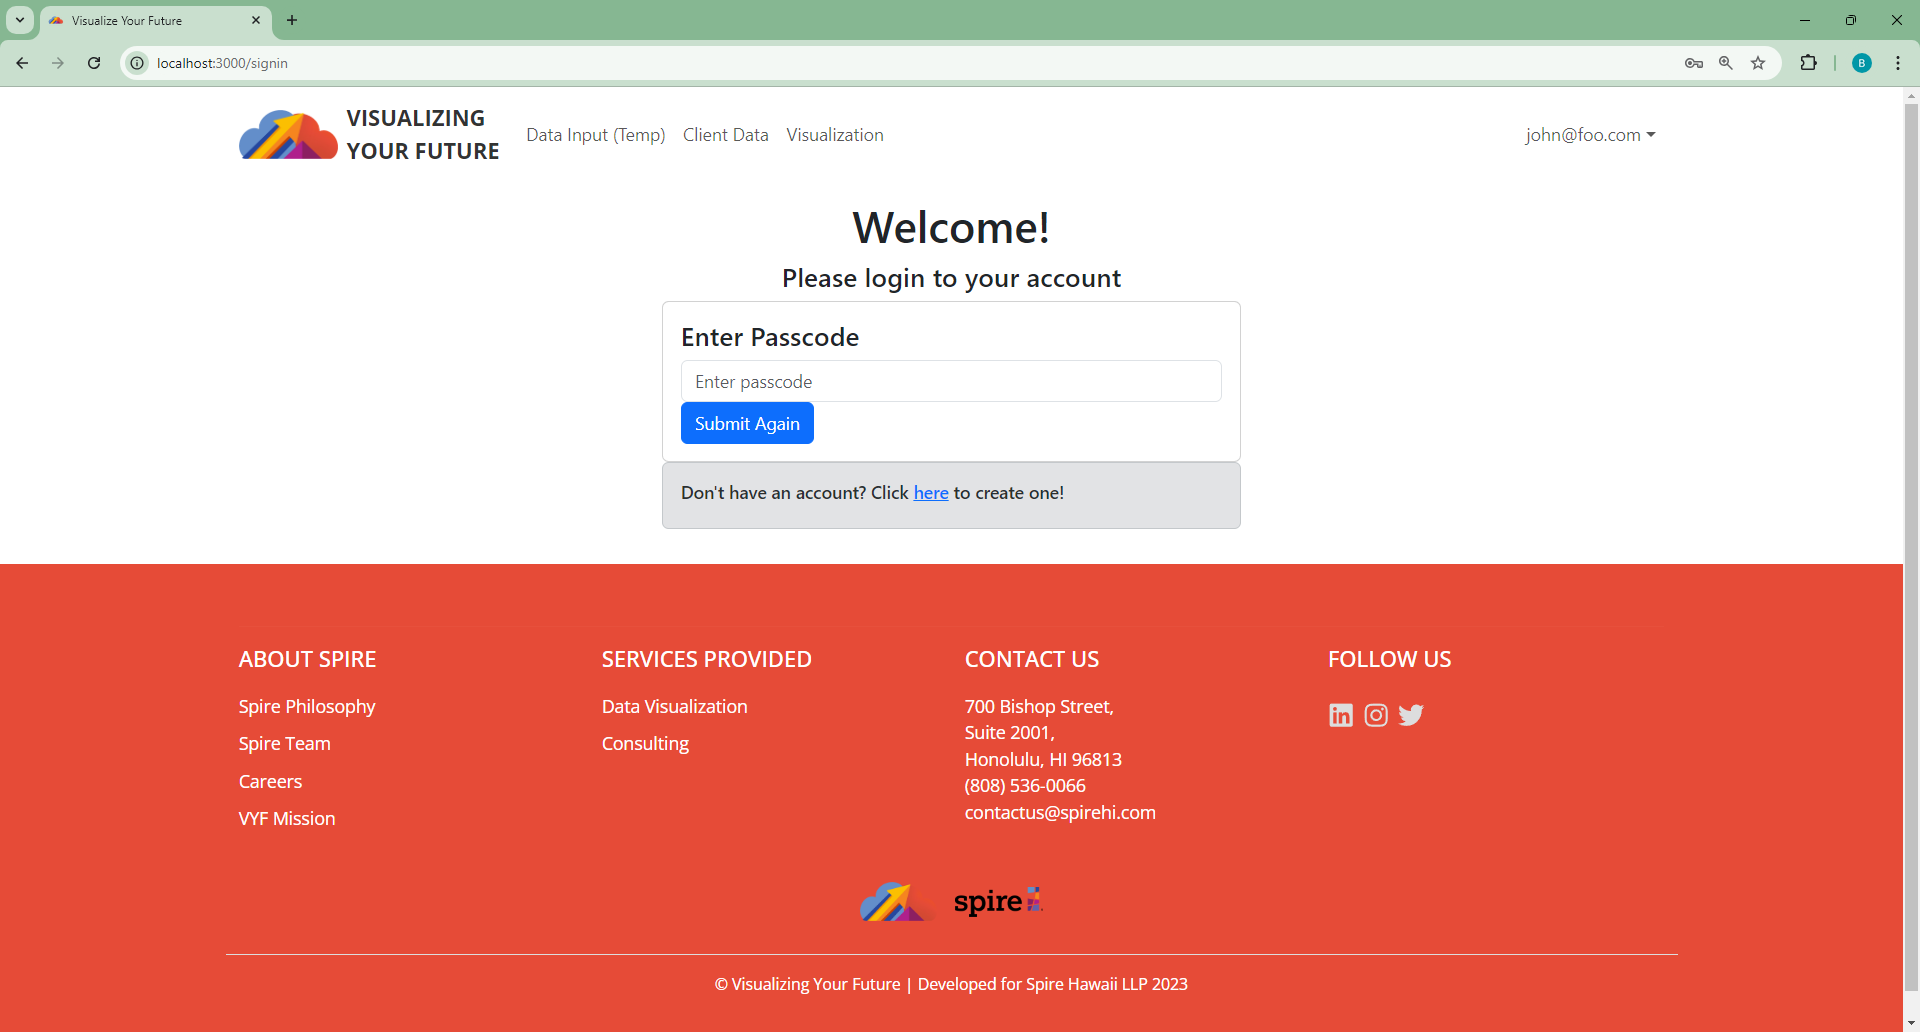 Visualize Your Future
localhost:3000/signin
B
VISUALIZING
YOUR FUTURE
Data Input (Temp)
Client Data
Visualization
john@foo.com
Welcome!
Please login to your account
Enter Passcode
Enter passcode
Submit Again
Don't have an account? Click here to create one!
ABOUT SPIRE
Spire Philosophy
Spire Team
Careers
VYF Mission
SERVICES PROVIDED
Data Visualization
Consulting
CONTACT US
700 Bishop Street,
Suite 2001,
Honolulu, HI 96813
(808) 536-0066
contactus@spirehi.com
FOLLOW US
in
spire
© Visualizing Your Future | Developed for Spire Hawaii LLP 2023